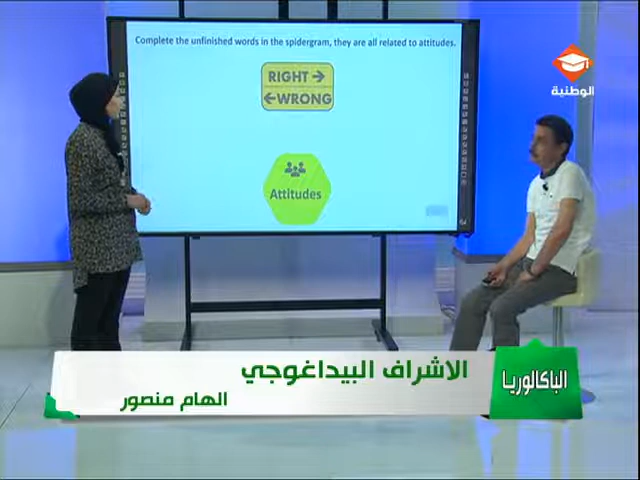 Complete the unfinished words in the spidergram, they are all related to attitudes.
RIGHT →
← WRONG
Attitudes
الوطنية
الاشراف البيداغوجي
الهام منصور
الباكالوريا